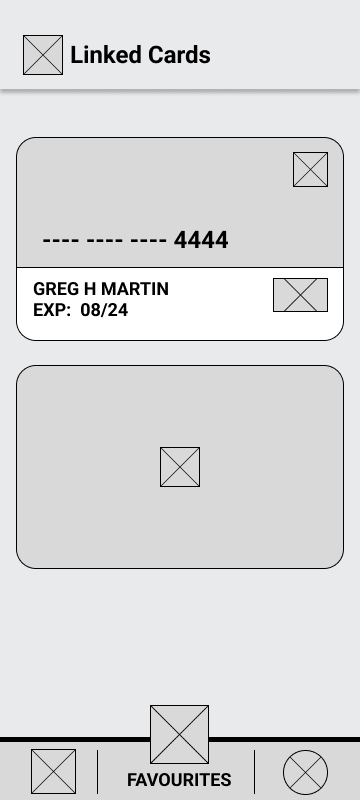 Linked Cards
---- ---- ---- 4444
GREG H MARTIN
EXP: 08/24
FAVOURITES